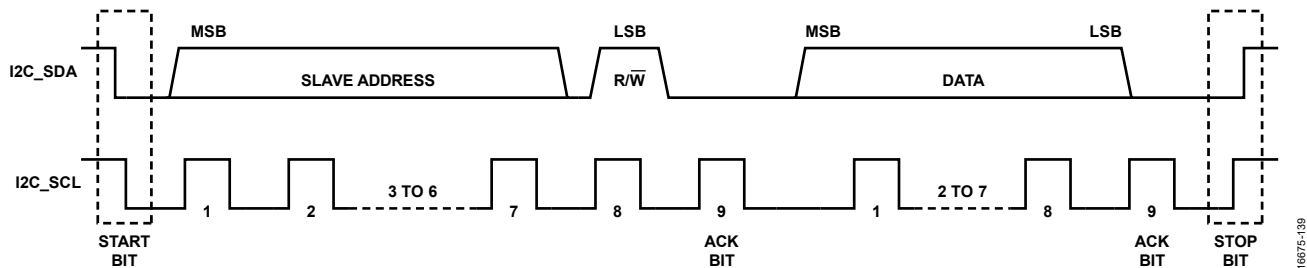 MSB LSB MSB LSB
I2C_SDA SLAVE ADDRESS R/W̅ DATA
I2C_SCL 3 TO 6 2 TO 7
1 2 7 8 9 1 8 9
START BIT
ACK BIT
ACK BIT
STOP BIT
16675-139